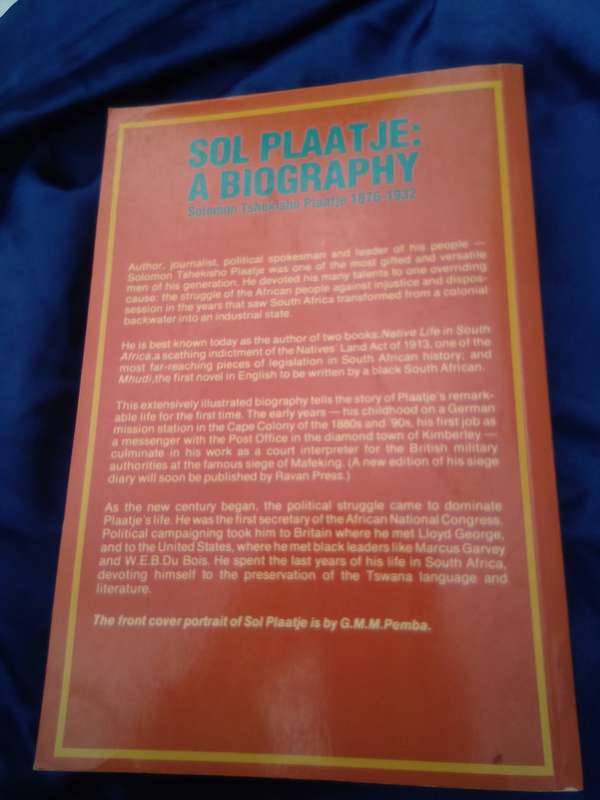 SOL PLAATJE:
A BIOGRAPHY
Solomon Tshekisho Plaatje 1876-1932
Author, journalist, political spokesman and leader of his people —
Solomon Tshekisho Plaatje was one of the most gifted and versatile
men of his generation. He devoted his many talents to one overriding
cause: the struggle of the African people against injustice and dispos-
session in the years that saw South Africa transformed from a colonial
backwater into an industrial state.
He is best known today as the author of two books: Native Life in South
Africa, a scathing indictment of the Natives' Land Act of 1913, one of the
most far-reaching pieces of legislation in South African history; and
Mhudi, the first novel in English to be written by a black South African.
This extensively illustrated biography tells the story of Plaatje's remark-
able life for the first time. The early years — his childhood on a German
mission station in the Cape Colony of the 1880s and '90s, his first job as
a messenger with the Post Office in the diamond town of Kimberley —
culminate in his work as a court interpreter for the British military
authorities at the famous siege of Mafeking. (A new edition of his siege
diary will soon be published by Ravan Press.)
As the new century began, the political struggle came to dominate
Plaatje's life. He was the first secretary of the African National Congress.
Political campaigning took him to Britain where he met Lloyd George,
and to the United States, where he met black leaders like Marcus Garvey
and W.E.B. Du Bois. He spent the last years of his life in South Africa,
devoting himself to the preservation of the Tswana language and
literature.
The front cover portrait of Sol Plaatje is by G.M.M. Pemba.